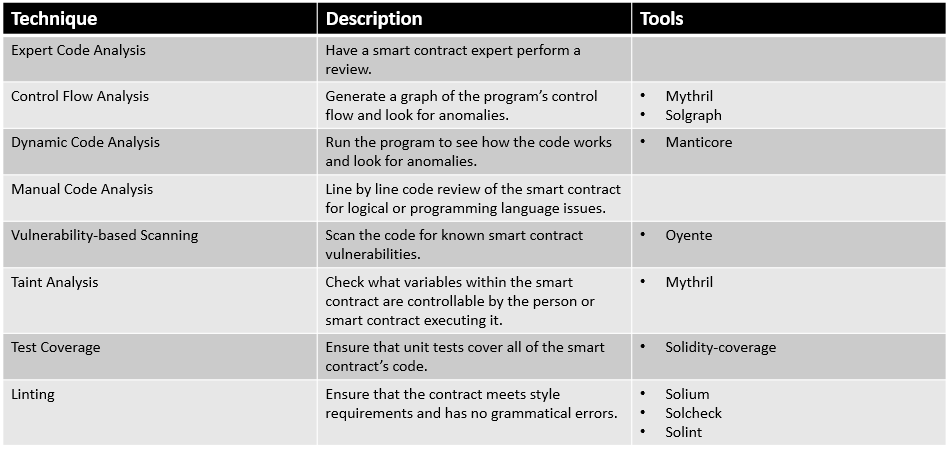 Technique Description Tools
Expert Code Analysis
Have a smart contract expert perform a
review.
Control Flow Analysis
Generate a graph of the program's control
flow and look for anomalies.
• Mythril
• Solgraph
Dynamic Code Analysis
Run the program to see how the code works
and look for anomalies.
• Manticore
Manual Code Analysis
Line by line code review of the smart contract
for logical or programming language issues.
Vulnerability-based Scanning
Scan the code for known smart contract
vulnerabilities.
• Oyente
Taint Analysis
Check what variables within the smart
contract are controllable by the person or
smart contract executing it.
• Mythril
Test Coverage
Ensure that unit tests cover all of the smart
contract's code.
• Solidity-coverage
Linting
Ensure that the contract meets style
requirements and has no grammatical errors.
• Solium
• Solcheck
• Solint